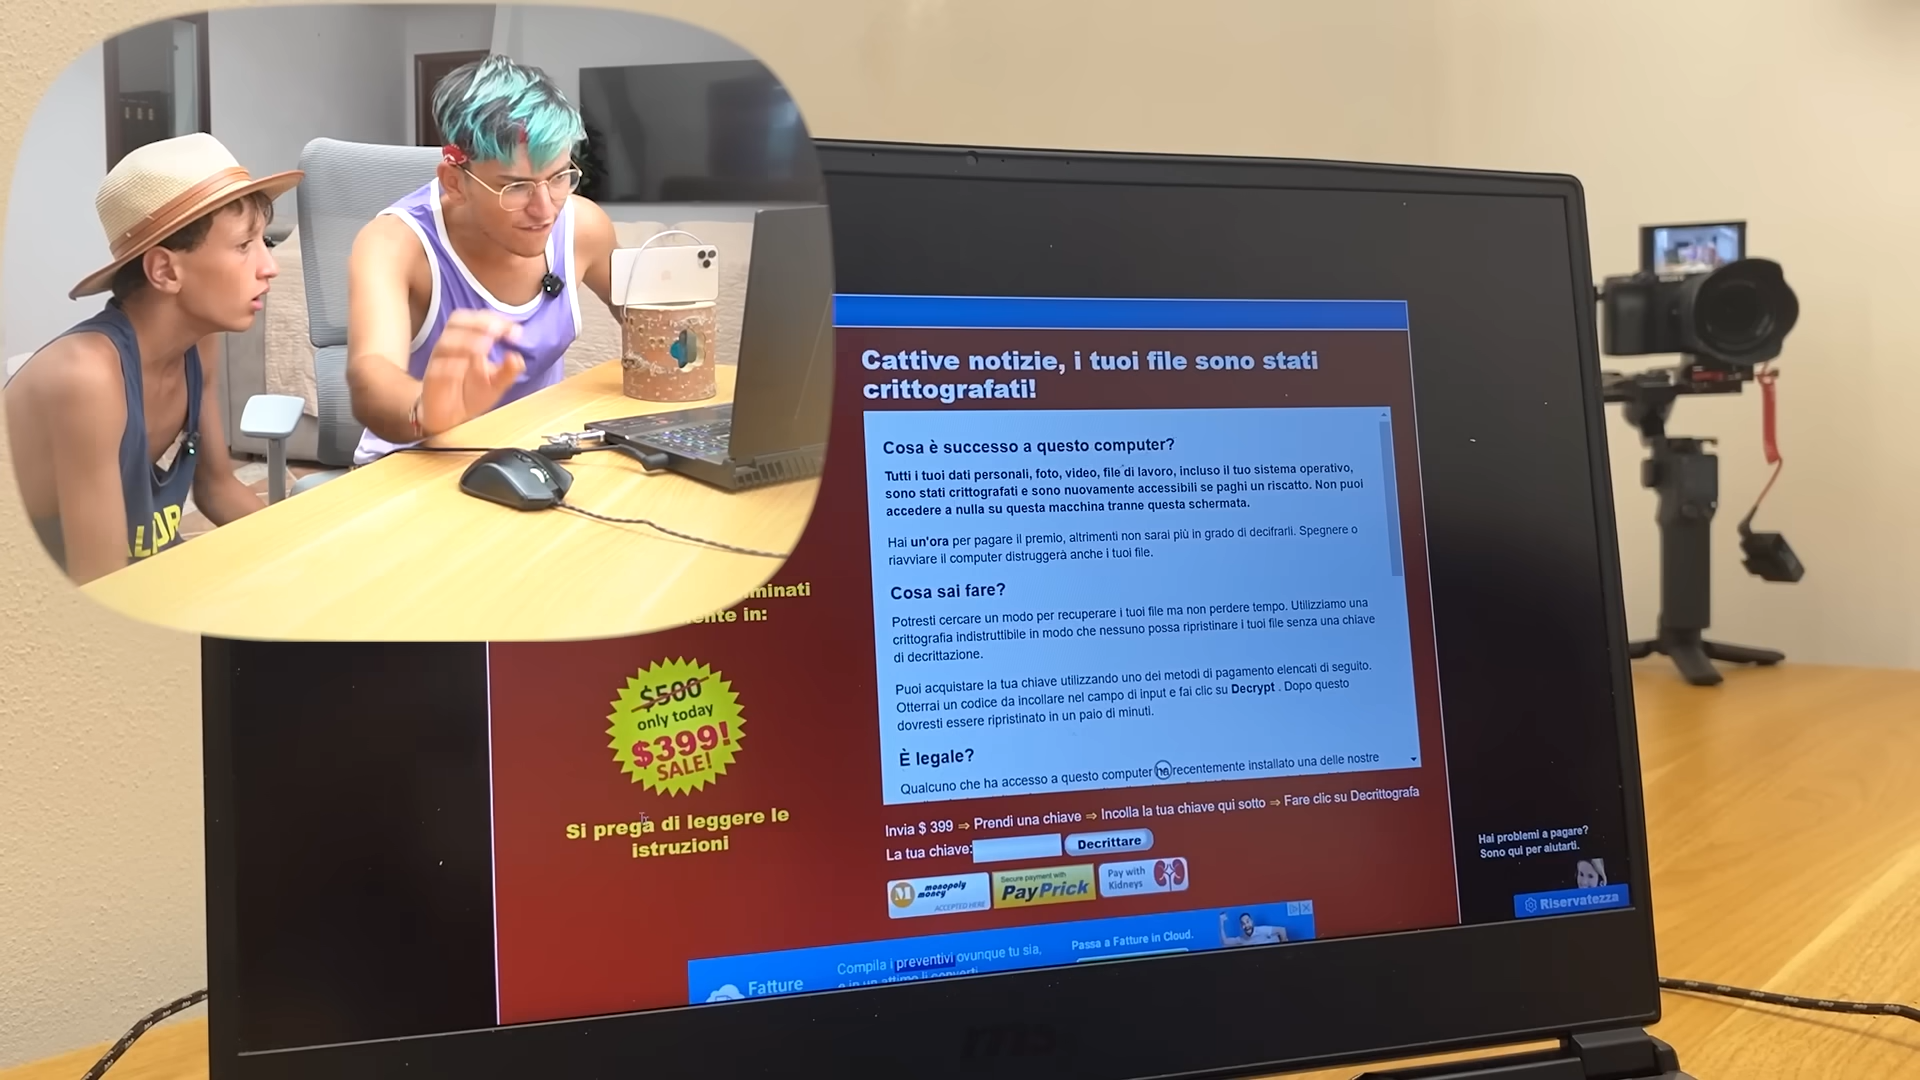 Cattive notizie, i tuoi file sono stati
crittografati!
Cosa è successo a questo computer?
Tutti i tuoi dati personali, foto, video, file di lavoro, incluso il tuo sistema operativo,
sono stati crittografati e sono nuovamente accessibili se paghi un riscatto. Non puoi
accedere a nulla su questa macchina tranne questa schermata.
Hai un'ora per pagare il premio, altrimenti non sarai più in grado di decifrarli. Spegnere o
riavviare il computer distruggerà anche i tuoi file.
Cosa sai fare?
Potresti cercare un modo per recuperare i tuoi file ma non perdere tempo. Utilizziamo una
crittografia indistruttibile in modo che nessuno possa ripristinare i tuoi file senza una chiave
di decrittazione.
Puoi acquistare la tua chiave utilizzando uno dei metodi di pagamento elencati di seguito.
Otterrai un codice da incollare nel campo di input e fai clic su Decrypt . Dopo questo
dovresti essere ripristinato in un paio di minuti.
È legale?
Qualcuno che ha accesso a questo computer ha recentemente installato una delle nostre
in:
$500
only today
$399!
SALE!
Si prega di leggere le
istruzioni
Invia $ 399 ⇒ Prendi una chiave ⇒ Incolla la tua chiave qui sotto ⇒ Fare clic su Decrittografa
La tua chiave:
Decrittare
monopoly
money
ACCEPTED HERE
Secure payment with
PayPrick
Pay with
Kidneys
Hai problemi a pagare?
Sono qui per aiutarti.
Riservatezza
Fatture
Compila i preventivi ovunque tu sia,
Passa a Fatture in Cloud.